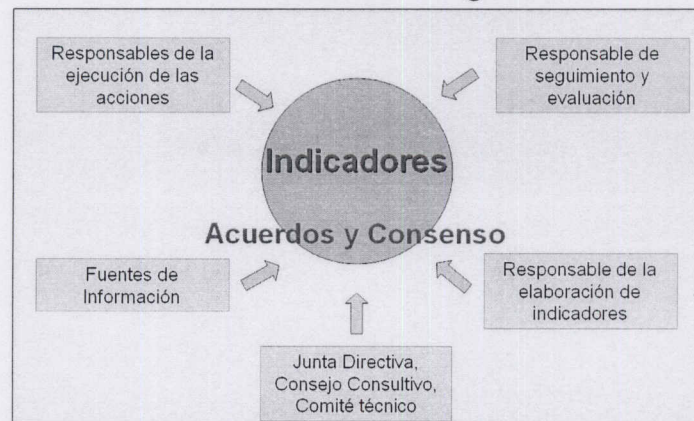 Responsables de la
ejecución de las
acciones
Responsable de
seguimiento y
evaluación
Indicadores
Acuerdos y Consenso
Fuentes de
Información
Responsable de la
elaboración de
indicadores
Junta Directiva,
Consejo Consultivo,
Comité técnico